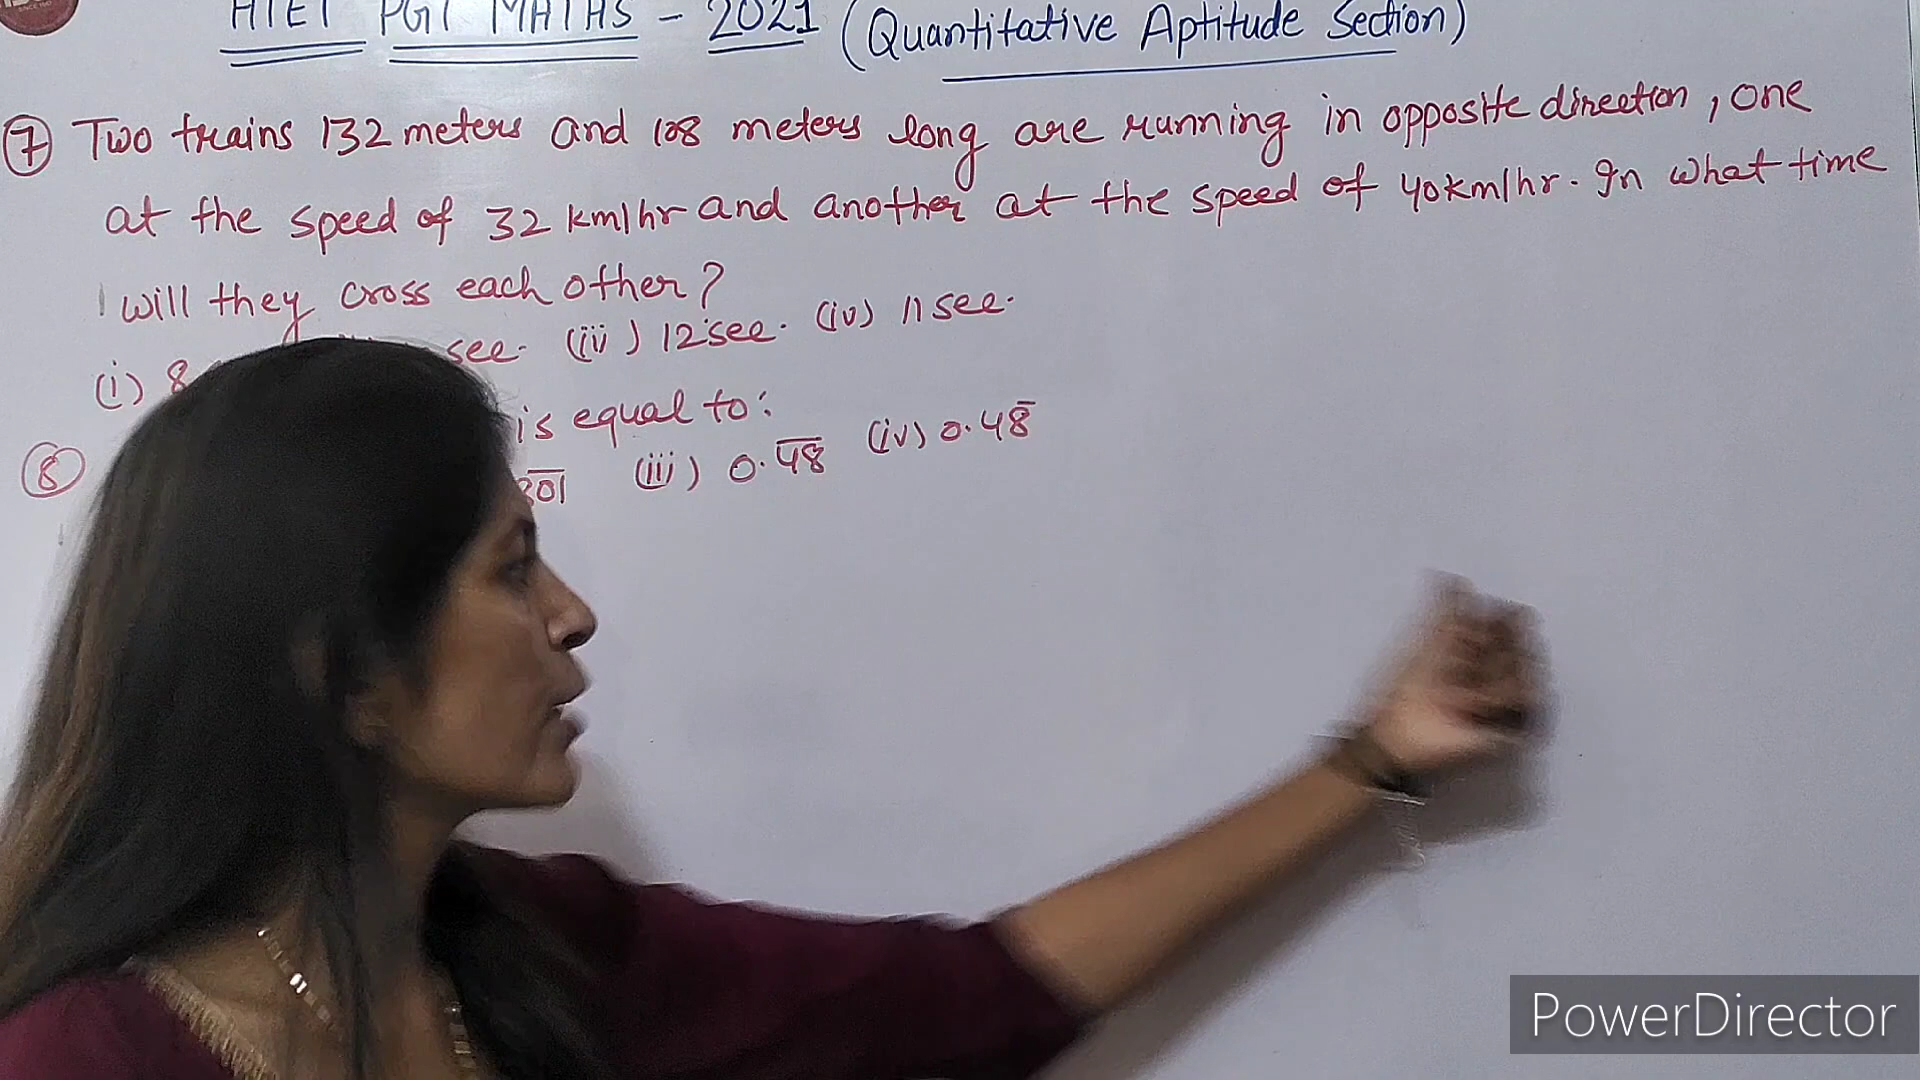 HTET PGT MATHS - 2021 (Quantitative Aptitude Section)
7 Two trains 132 meters and 108 meters long are running in opposite direction, one
at the speed of 32 km/hr and another at the speed of 40km/hr. In what time
will they cross each other?
(i) 8 sec. (iii) 12 sec. (iv) 11 sec.
8 is equal to:
301 (iii) 0.4̅8̅ (iv) 0.48̅
PowerDirector